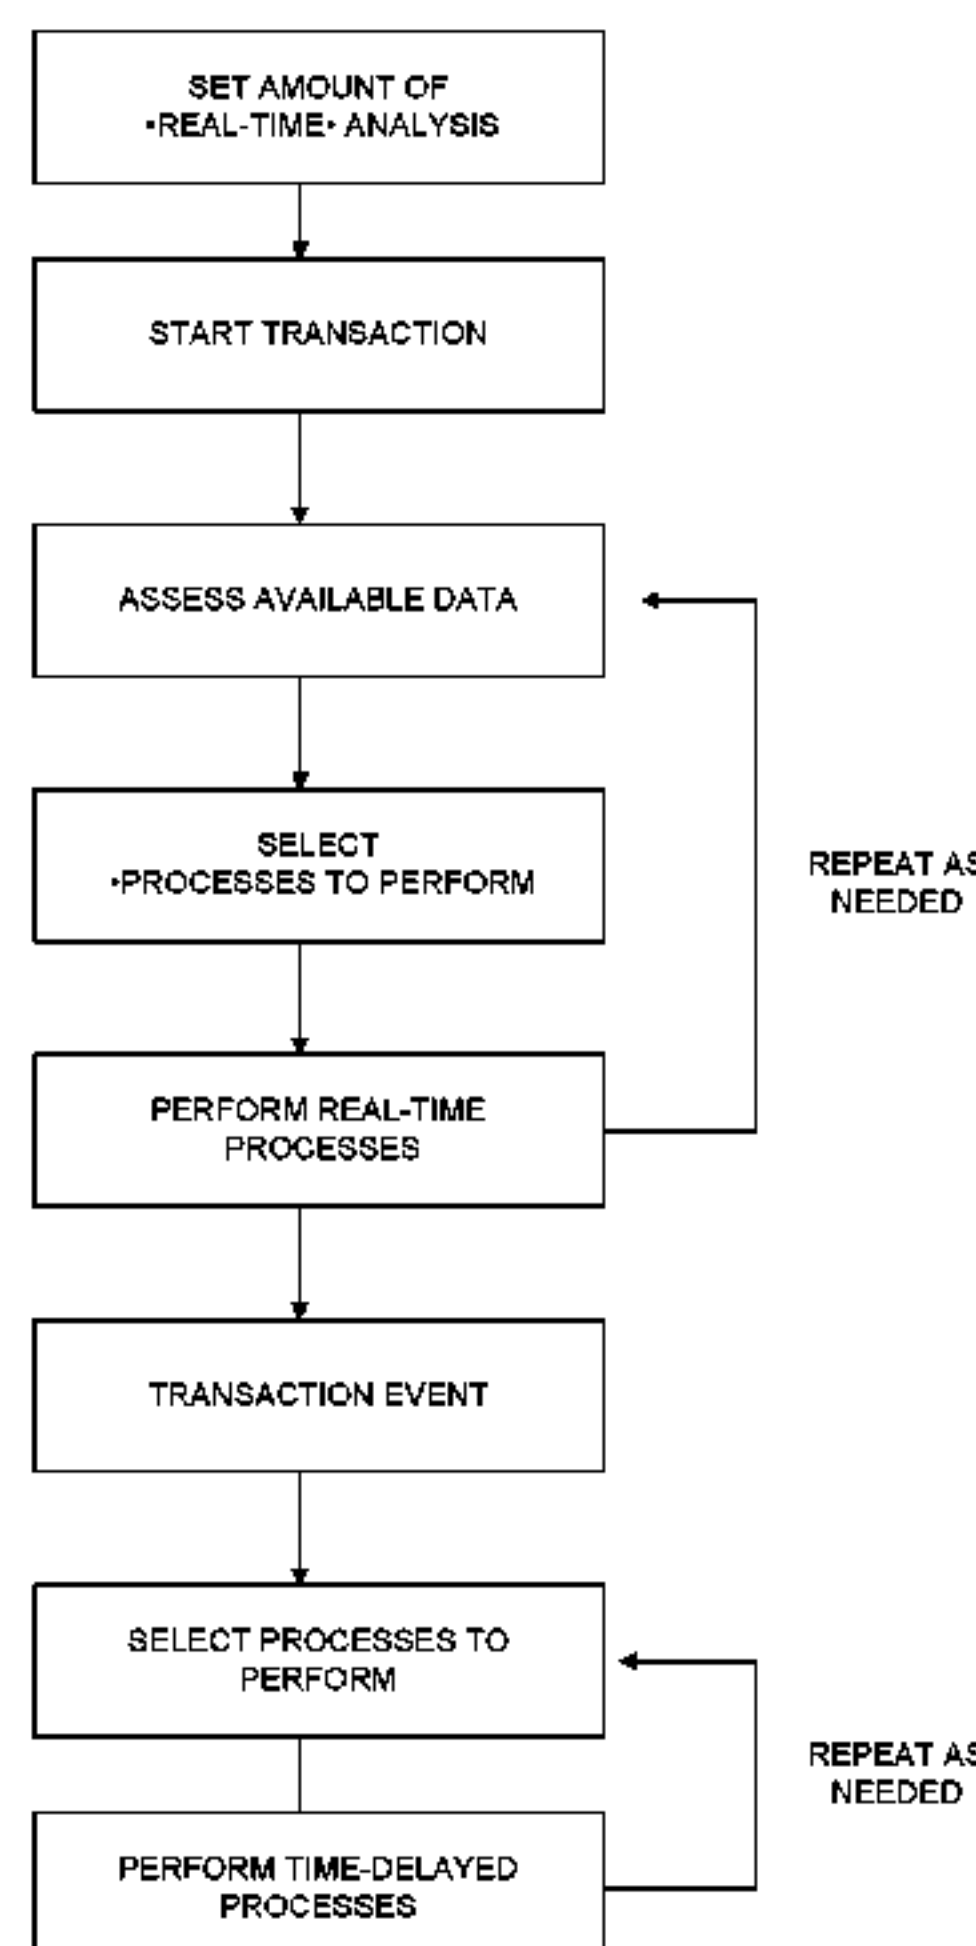 SET AMOUNT OF
•REAL-TIME• ANALYSIS
START TRANSACTION
ASSESS AVAILABLE DATA
SELECT
•PROCESSES TO PERFORM
REPEAT AS
NEEDED
PERFORM REAL-TIME
PROCESSES
TRANSACTION EVENT
SELECT PROCESSES TO
PERFORM
REPEAT AS
NEEDED
PERFORM TIME-DELAYED
PROCESSES